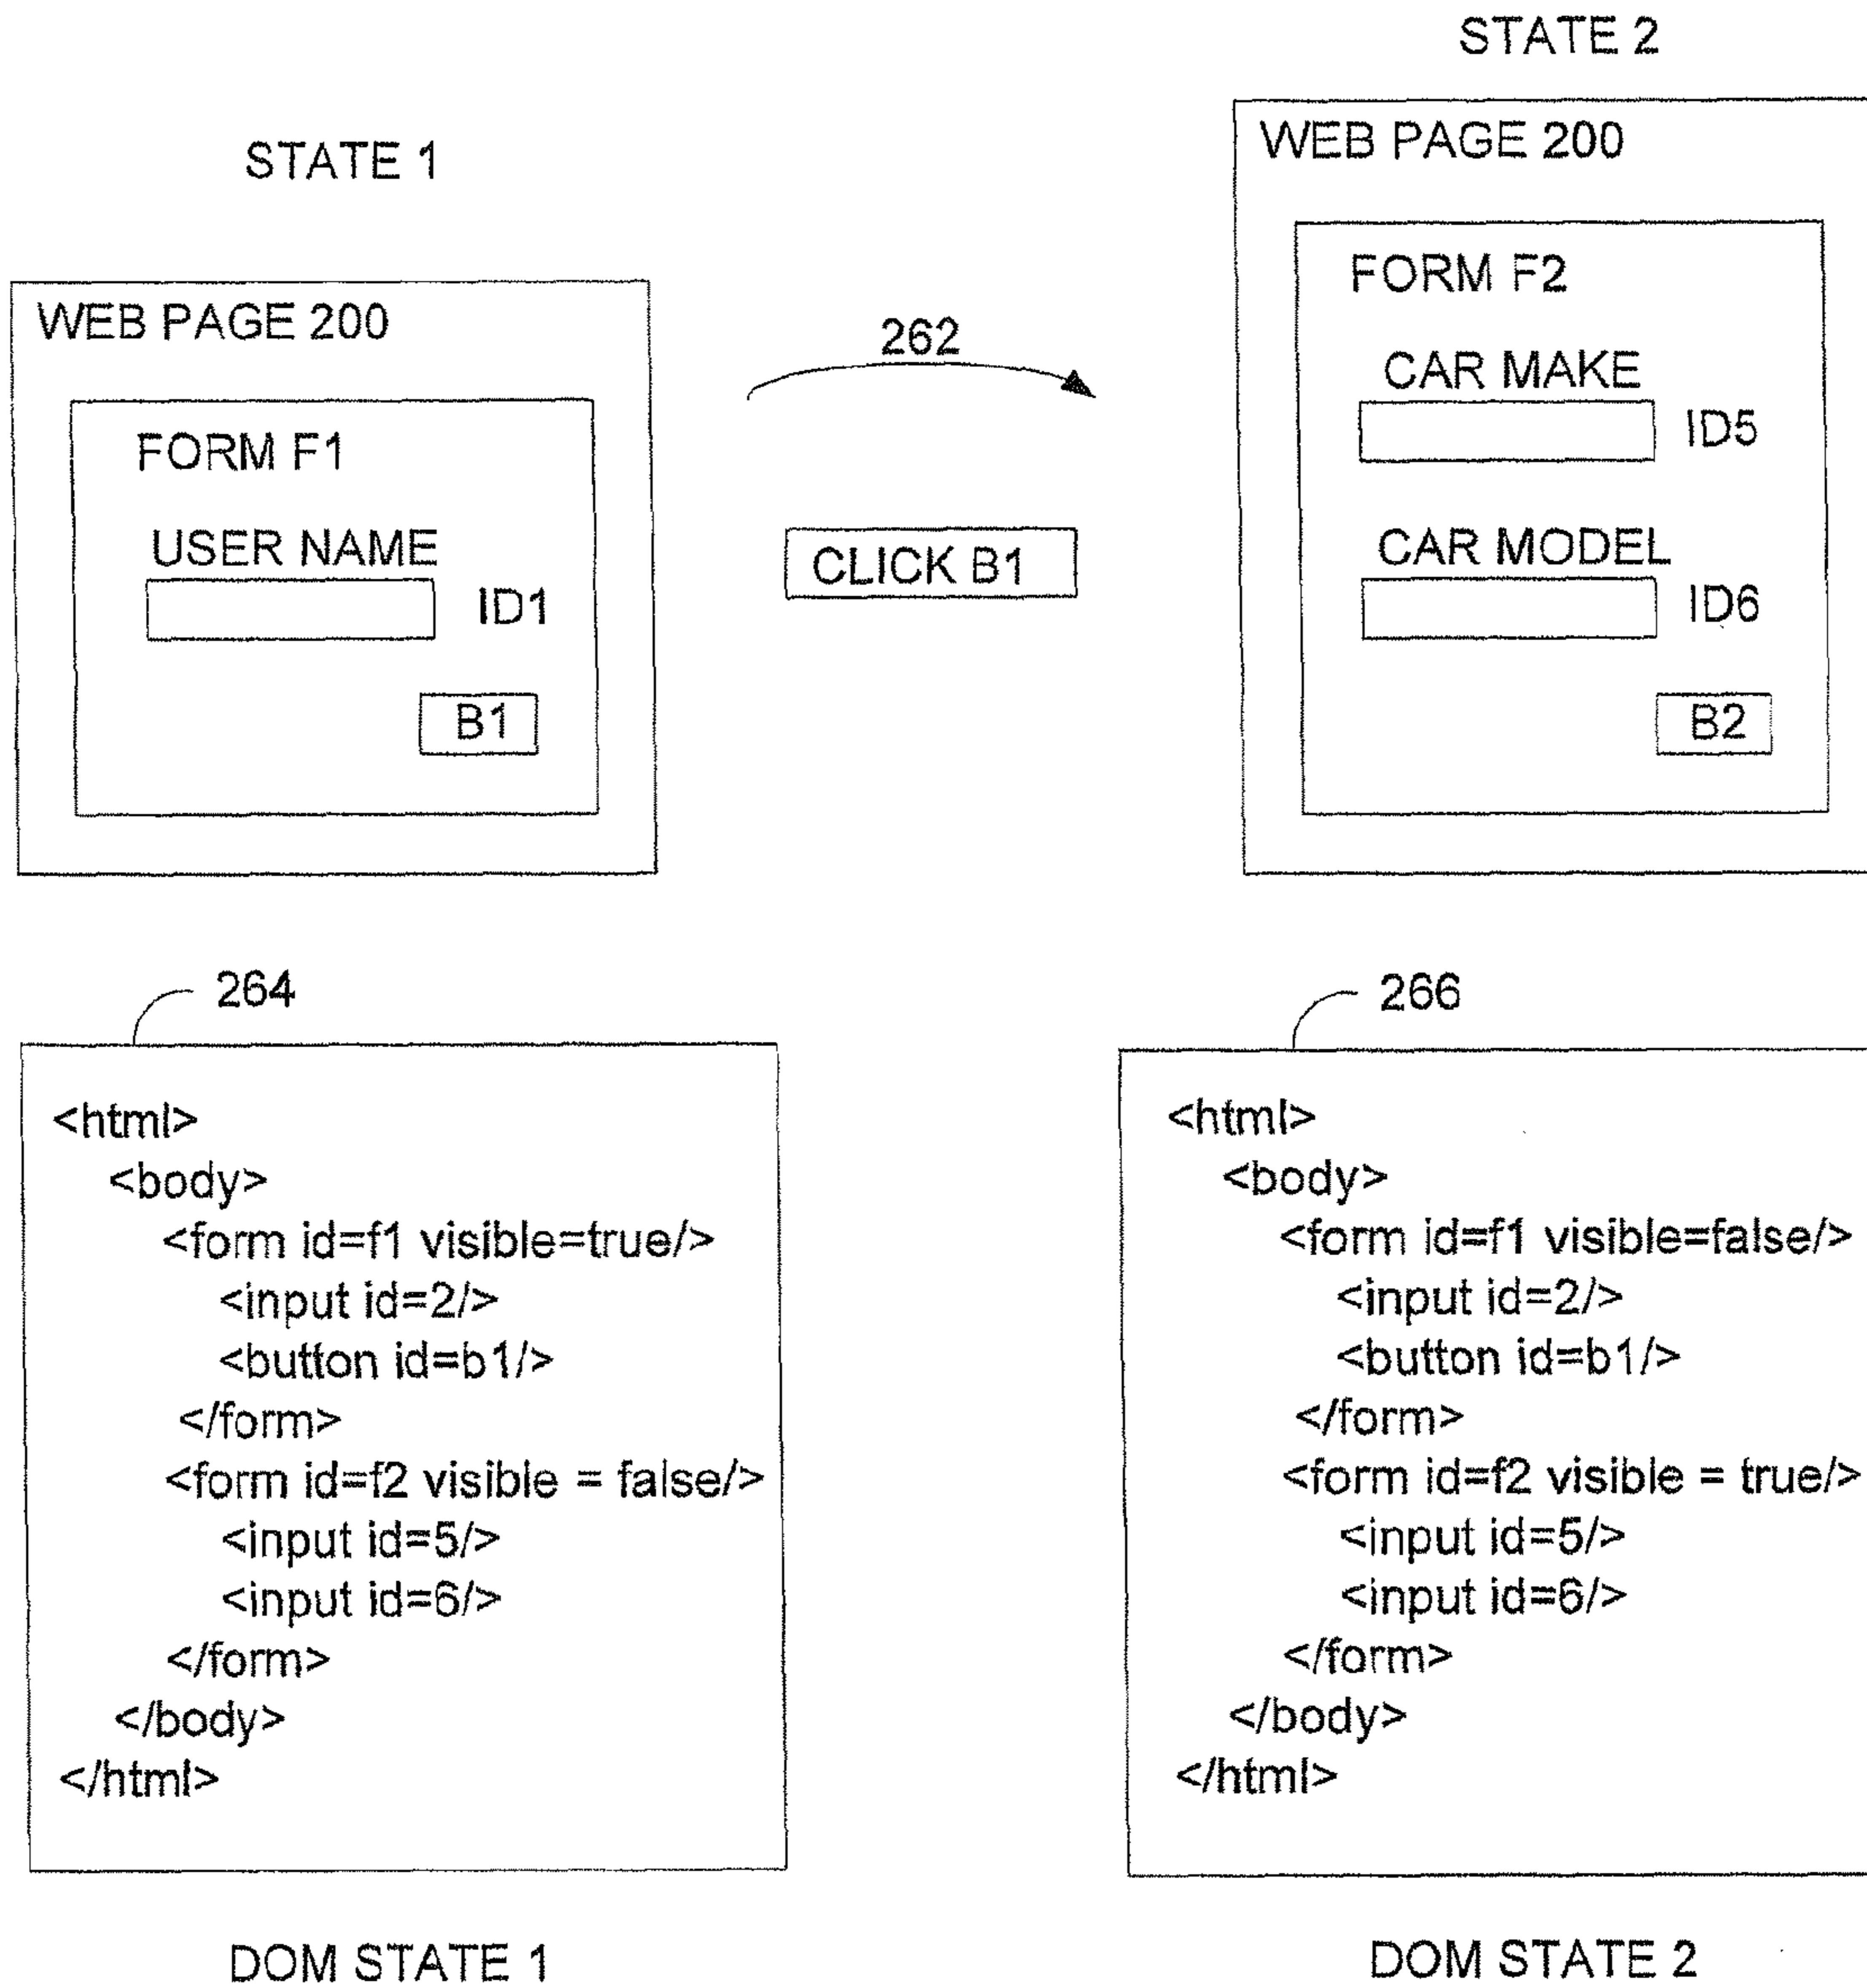 STATE 1
WEB PAGE 200
FORM F1
USER NAME
ID1
B1
262
CLICK B1
STATE 2
WEB PAGE 200
FORM F2
CAR MAKE
ID5
CAR MODEL
ID6
B2
264
<html>
<body>
<form id=f1 visible=true/>
<input id=2/>
<button id=b1/>
</form>
<form id=f2 visible = false/>
<input id=5/>
<input id=6/>
</form>
</body>
</html>
DOM STATE 1
266
<html>
<body>
<form id=f1 visible=false/>
<input id=2/>
<button id=b1/>
</form>
<form id=f2 visible = true/>
<input id=5/>
<input id=6/>
</form>
</body>
</html>
DOM STATE 2